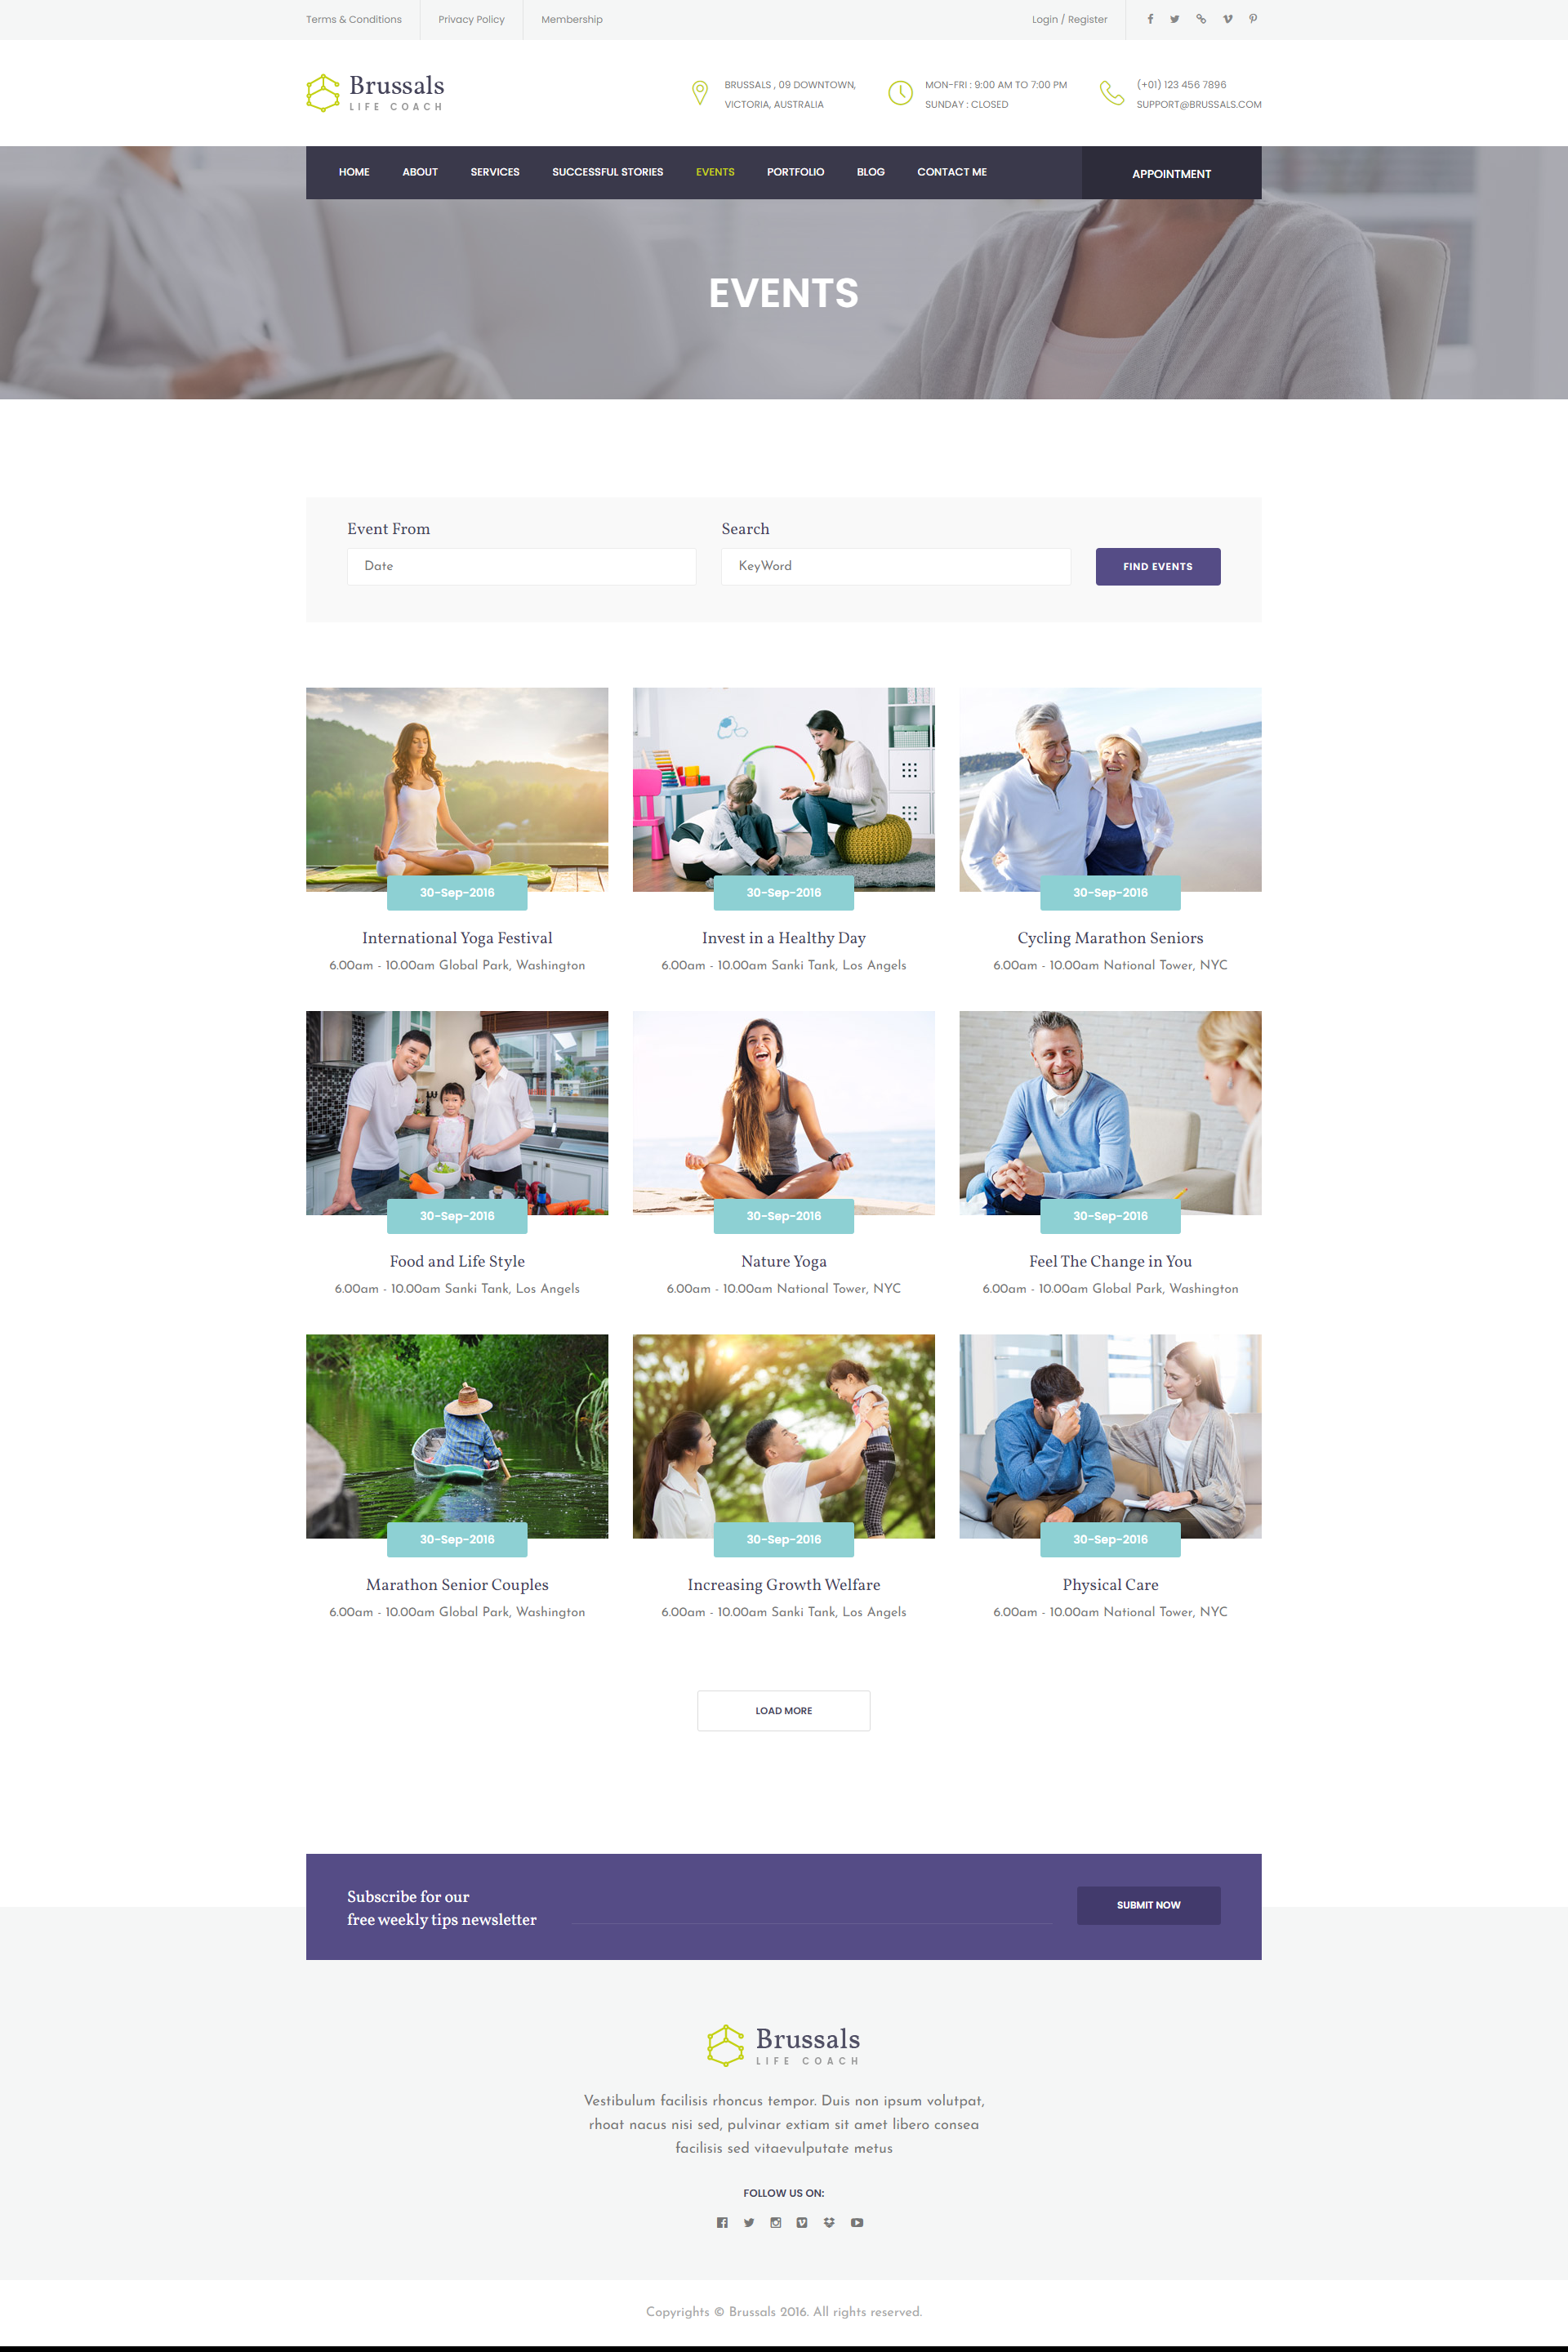 Terms & Conditions
Privacy Policy
Membership
Login / Register
Brussals
LIFE COACH
BRUSSALS , 09 DOWNTOWN,
VICTORIA, AUSTRALIA
MON-FRI : 9:00 AM TO 7:00 PM
SUNDAY : CLOSED
(+01) 123 456 7896
SUPPORT@BRUSSALS.COM
HOME
ABOUT
SERVICES
SUCCESSFUL STORIES
EVENTS
PORTFOLIO
BLOG
CONTACT ME
APPOINTMENT
EVENTS
Event From
Search
Date
KeyWord
FIND EVENTS
30-Sep-2016
30-Sep-2016
30-Sep-2016
International Yoga Festival
Invest in a Healthy Day
Cycling Marathon Seniors
6.00am - 10.00am Global Park, Washington
6.00am - 10.00am Sanki Tank, Los Angels
6.00am - 10.00am National Tower, NYC
30-Sep-2016
30-Sep-2016
30-Sep-2016
Food and Life Style
Nature Yoga
Feel The Change in You
6.00am - 10.00am Sanki Tank, Los Angels
6.00am - 10.00am National Tower, NYC
6.00am - 10.00am Global Park, Washington
30-Sep-2016
30-Sep-2016
30-Sep-2016
Marathon Senior Couples
Increasing Growth Welfare
Physical Care
6.00am - 10.00am Global Park, Washington
6.00am - 10.00am Sanki Tank, Los Angels
6.00am - 10.00am National Tower, NYC
LOAD MORE
Subscribe for our
free weekly tips newsletter
SUBMIT NOW
Brussals
LIFE COACH
Vestibulum facilisis rhoncus tempor. Duis non ipsum volutpat,
rhoat nacus nisi sed, pulvinar extiam sit amet libero consea
facilisis sed vitaevulputate metus
FOLLOW US ON:
Copyrights © Brussals 2016. All rights reserved.